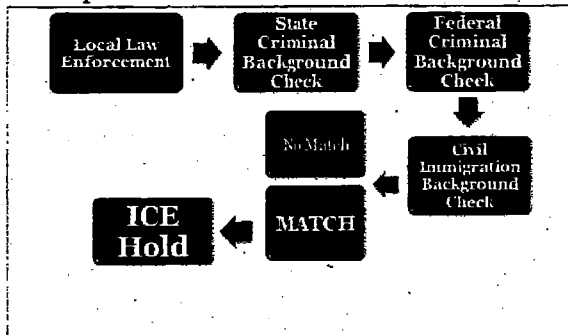 Local Law
Enforcement
State
Criminal
Background
Check
Federal
Criminal
Background
Check
Civil
Immigration
Background
Check
No Match
MATCH
ICE
Hold